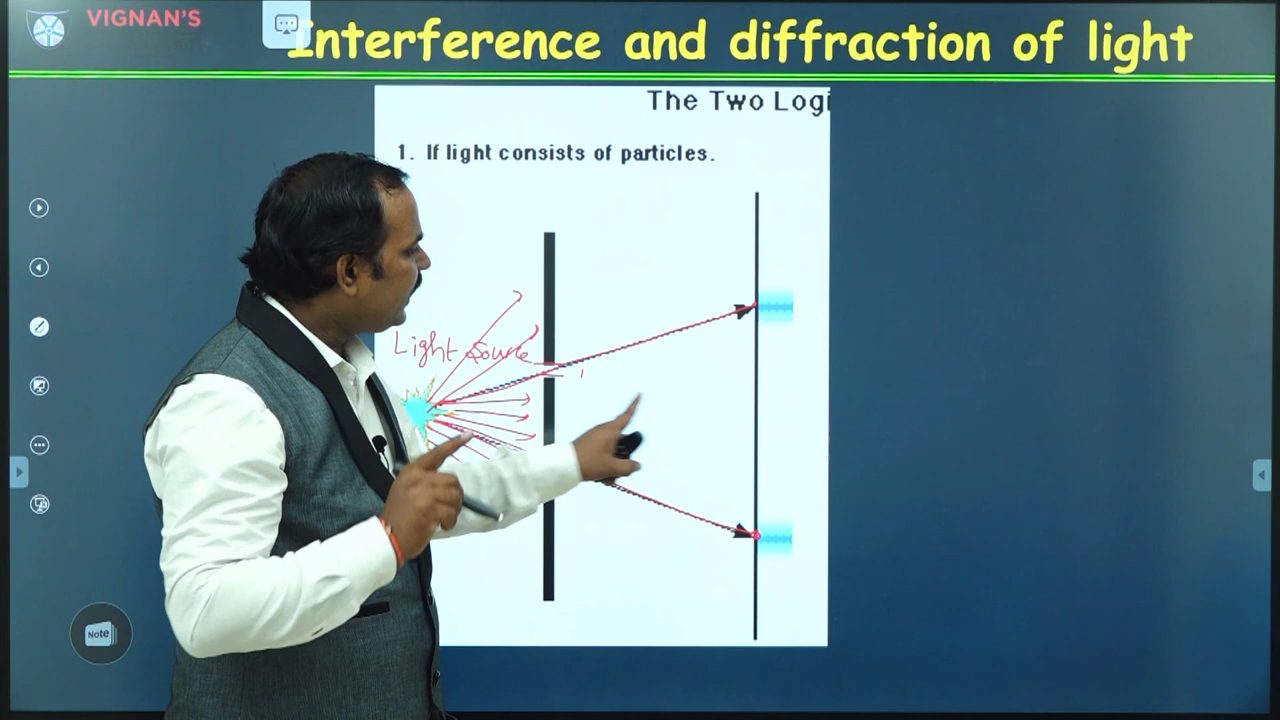 VIGNAN'S
Interference and diffraction of light
The Two Logi
1. If light consists of particles.
Light Source
Note